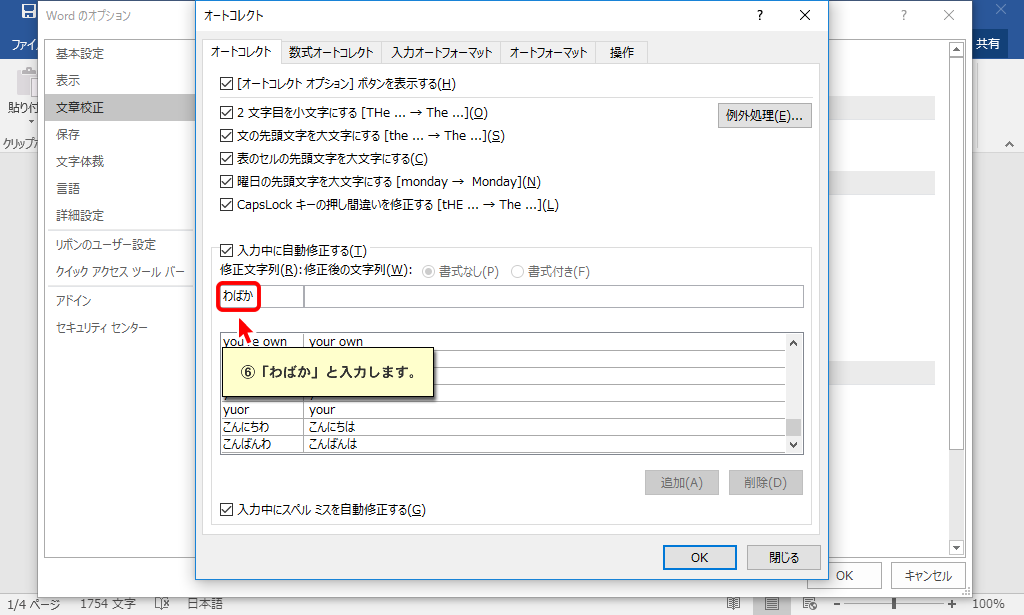 Word のオプション
オートコレクト
ファイ
共有
貼り付
クリップボ
基本設定
表示
文章校正
保存
文字体裁
言語
詳細設定
リボンのユーザー設定
クイック アクセス ツール バー
アドイン
セキュリティ センター
オートコレクト 数式オートコレクト 入力オートフォーマット オートフォーマット 操作
[オートコレクト オプション] ボタンを表示する(H)
2 文字目を小文字にする [THe ... → The ...](O)
例外処理(E)...
文の先頭文字を大文字にする [the ... → The ...](S)
表のセルの先頭文字を大文字にする(C)
曜日の先頭文字を大文字にする [monday → Monday](N)
CapsLock キーの押し間違いを修正する [tHE ... → The ...](L)
入力中に自動修正する(T)
修正文字列(R): 修正後の文字列(W): 書式なし(P) 書式付き(F)
わばか
you're own your own
⑥「わばか」と入力します。
yuor your
こんにちわ こんにちは
こんばんわ こんばんは
追加(A) 削除(D)
入力中にスペル ミスを自動修正する(G)
OK 閉じる
OK キャンセル
1/4 ページ 1754 文字 日本語 100%